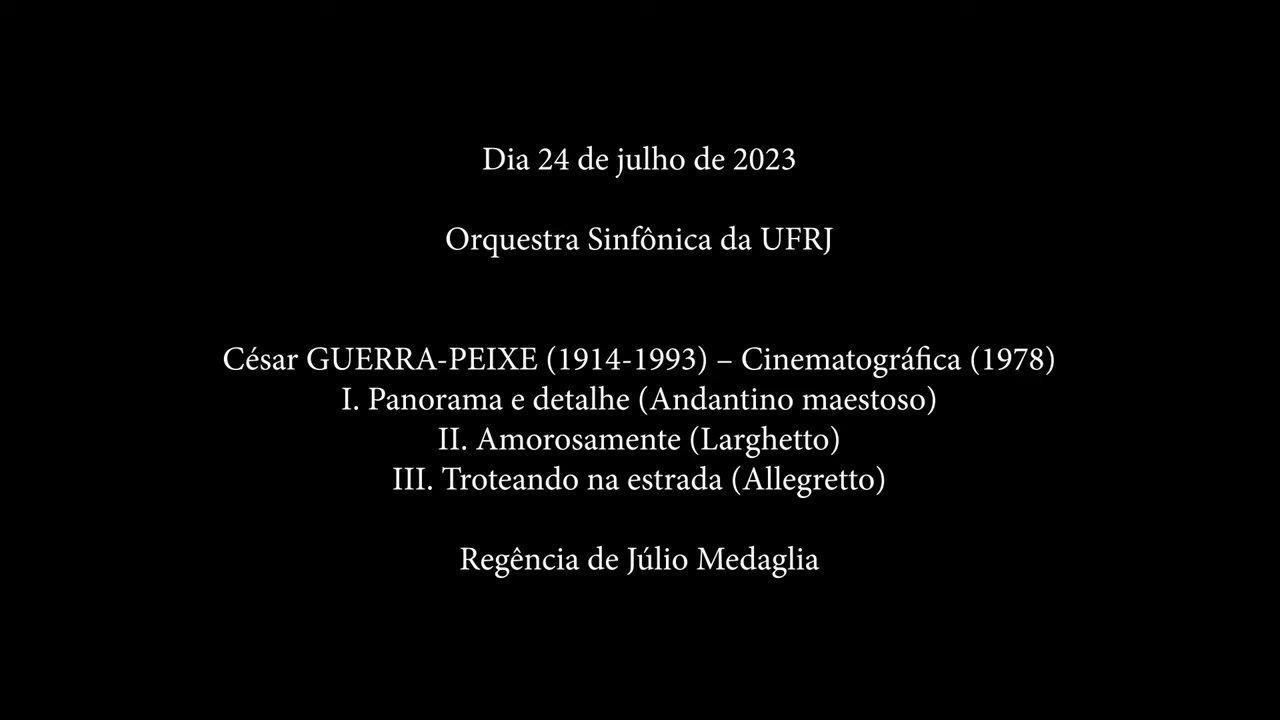 Dia 24 de julho de 2023
Orquestra Sinfônica da UFRJ
César GUERRA-PEIXE (1914-1993) – Cinematográfica (1978)
I. Panorama e detalhe (Andantino maestoso)
II. Amorosamente (Larghetto)
III. Troteando na estrada (Allegretto)
Regência de Júlio Medaglia